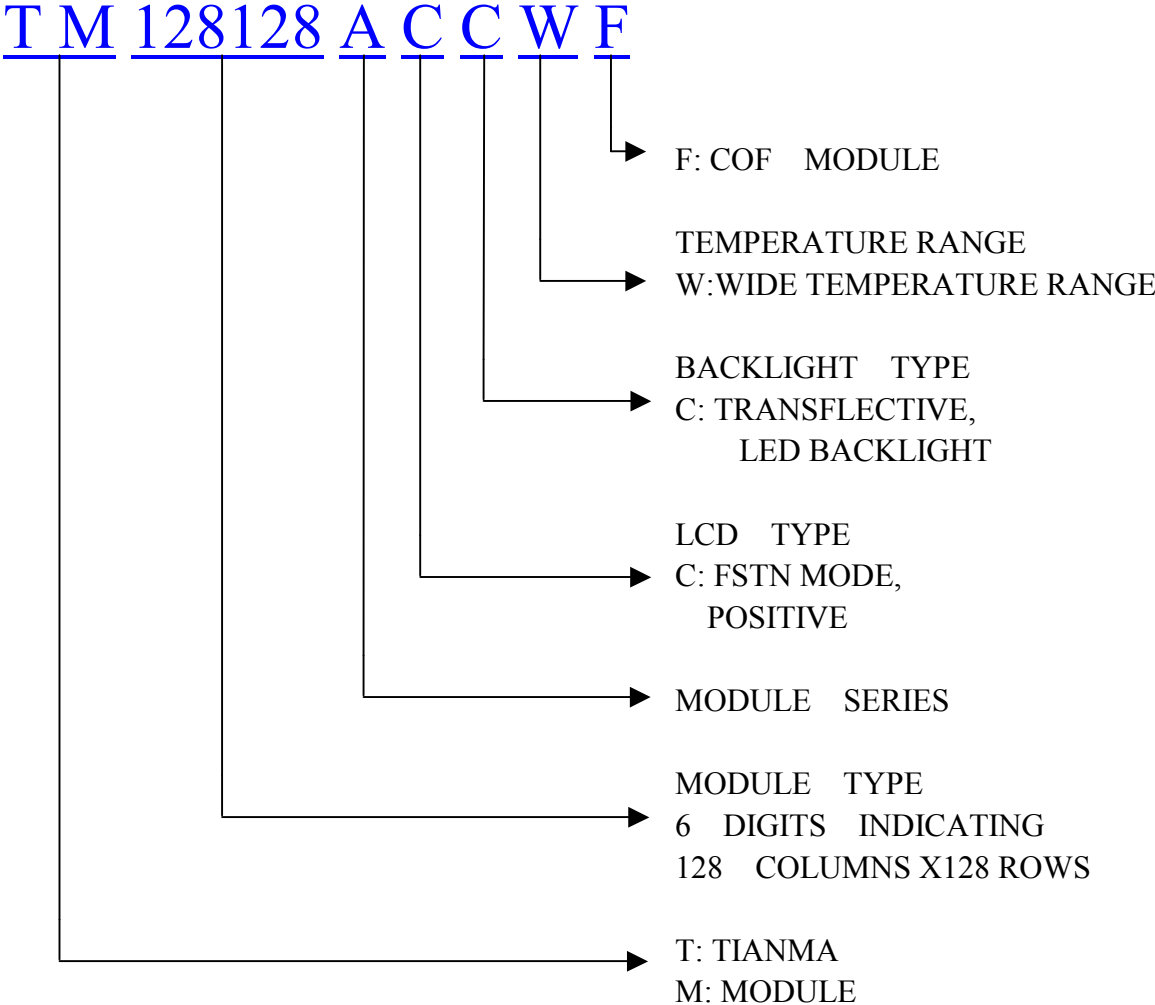 T M 128128 A C C W F
F: COF MODULE
TEMPERATURE RANGE
W:WIDE TEMPERATURE RANGE
BACKLIGHT TYPE
C: TRANSFLECTIVE,
LED BACKLIGHT
LCD TYPE
C: FSTN MODE,
POSITIVE
MODULE SERIES
MODULE TYPE
6 DIGITS INDICATING
128 COLUMNS X128 ROWS
T: TIANMA
M: MODULE